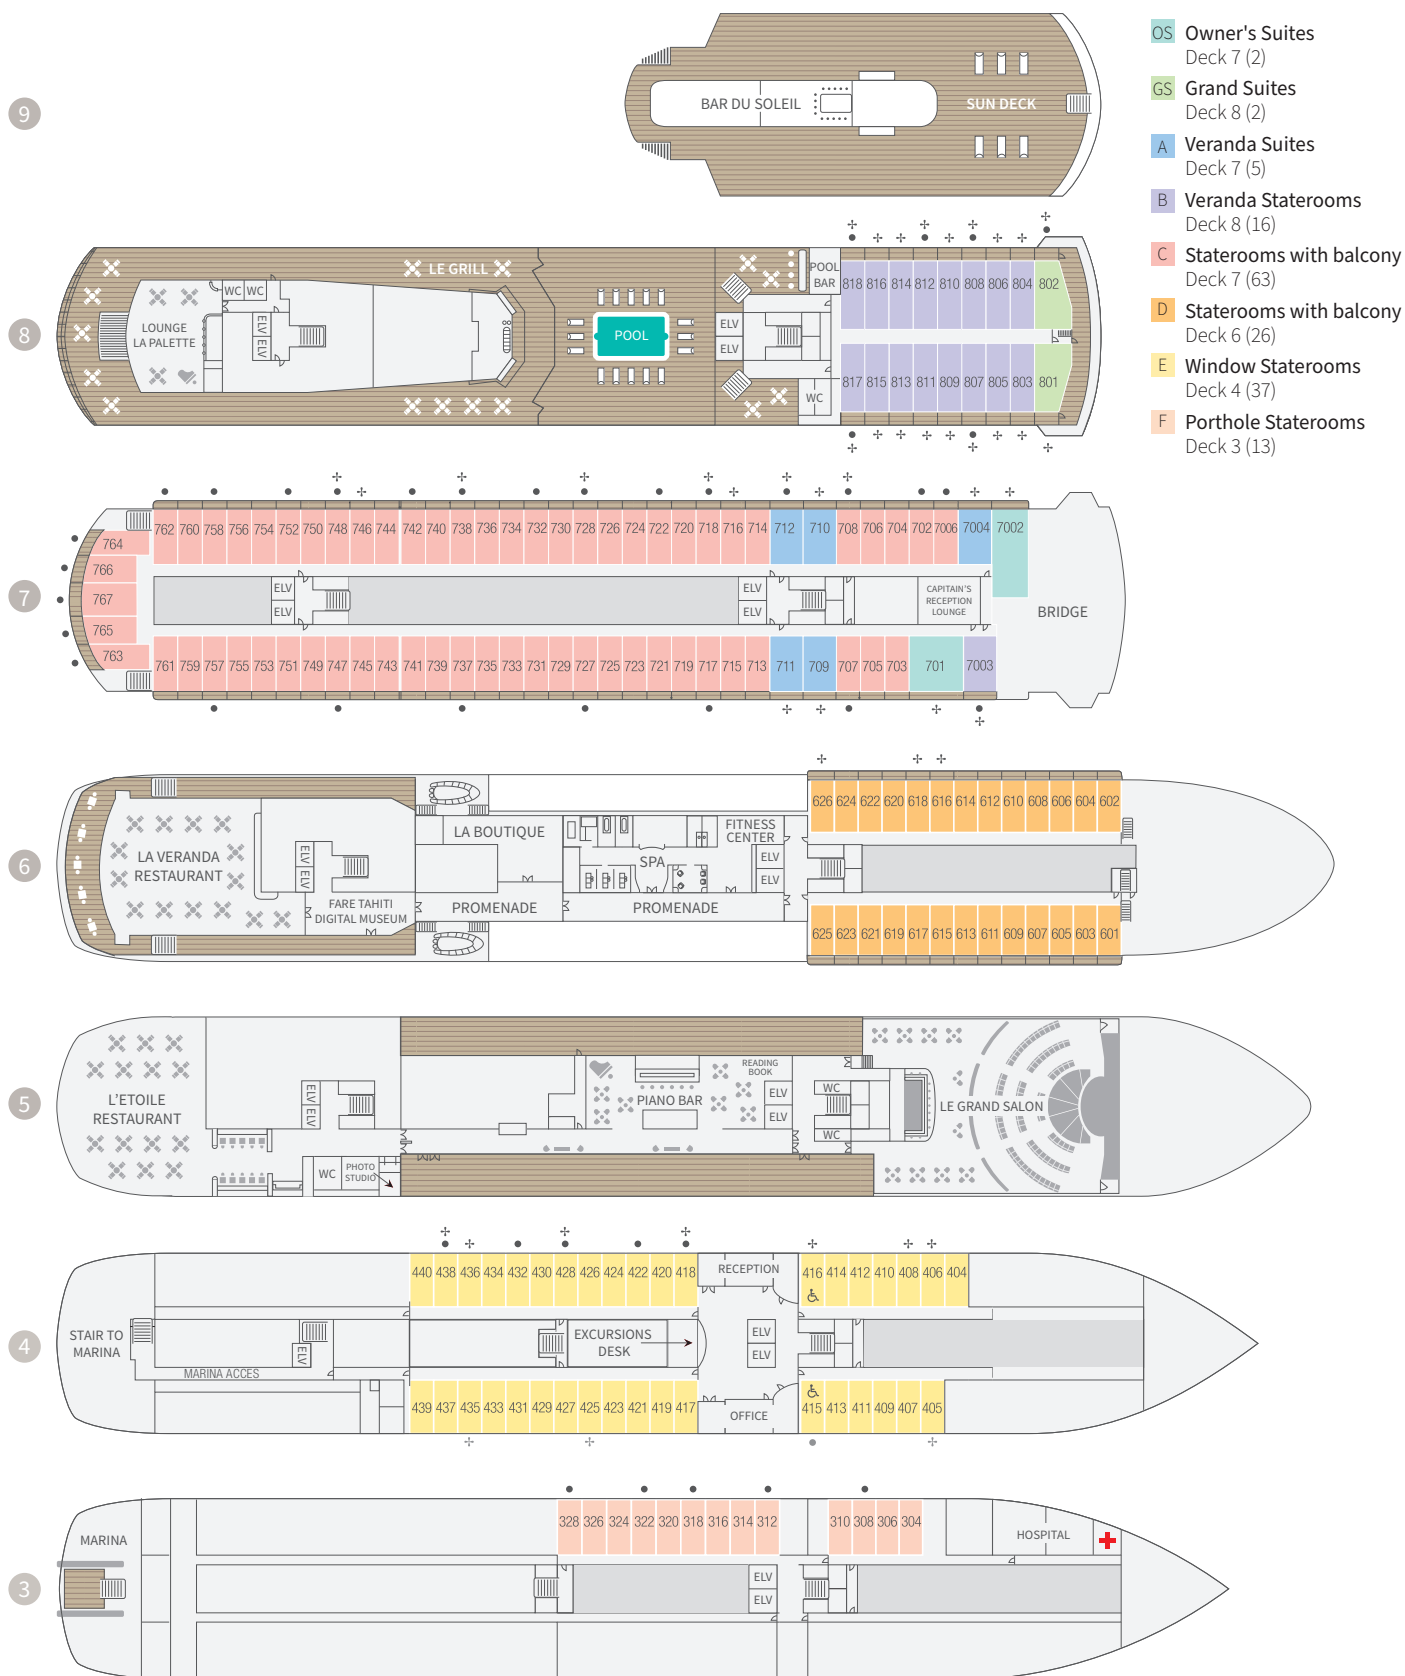 OS Owner's Suites
Deck 7 (2)
GS Grand Suites
Deck 8 (2)
A Veranda Suites
Deck 7 (5)
B Veranda Staterooms
Deck 8 (16)
C Staterooms with balcony
Deck 7 (63)
D Staterooms with balcony
Deck 6 (26)
E Window Staterooms
Deck 4 (37)
F Porthole Staterooms
Deck 3 (13)
9
BAR DU SOLEIL
SUN DECK
8
LE GRILL
WC WC
LOUNGE
LA PALETTE
ELV
ELV
POOL
POOL
BAR
ELV
ELV
WC
818 816 814 812 810 808 806 804 802
817 815 813 811 809 807 805 803 801
7
762 760 758 756 754 752 750 748 746 744 742 740 738 736 734 732 730 728 726 724 722 720 718 716 714 712 710 708 706 704 702 7006 7004 7002
764
766
767
765
763
ELV
ELV
ELV
ELV
CAPITAIN'S
RECEPTION
LOUNGE
BRIDGE
761 759 757 755 753 751 749 747 745 743 741 739 737 735 733 731 729 727 725 723 721 719 717 715 713 711 709 707 705 703 701 7003
6
LA VERANDA
RESTAURANT
ELV
ELV
FARE TAHITI
DIGITAL MUSEUM
LA BOUTIQUE
PROMENADE
SPA
FITNESS
CENTER
ELV
ELV
PROMENADE
626 624 622 620 618 616 614 612 610 608 606 604 602
625 623 621 619 617 615 613 611 609 607 605 603 601
5
L'ETOILE
RESTAURANT
ELV
ELV
WC
PHOTO
STUDIO
PIANO BAR
READING
BOOK
ELV
ELV
WC
WC
LE GRAND SALON
4
STAIR TO
MARINA
MARINA ACCES
ELV
440 438 436 434 432 430 428 426 424 422 420 418
RECEPTION
416 414 412 410 408 406 404
EXCURSIONS
DESK
ELV
ELV
439 437 435 433 431 429 427 425 423 421 419 417
OFFICE
415 413 411 409 407 405
3
MARINA
328 326 324 322 320 318 316 314 312
310 308 306 304
HOSPITAL
ELV
ELV